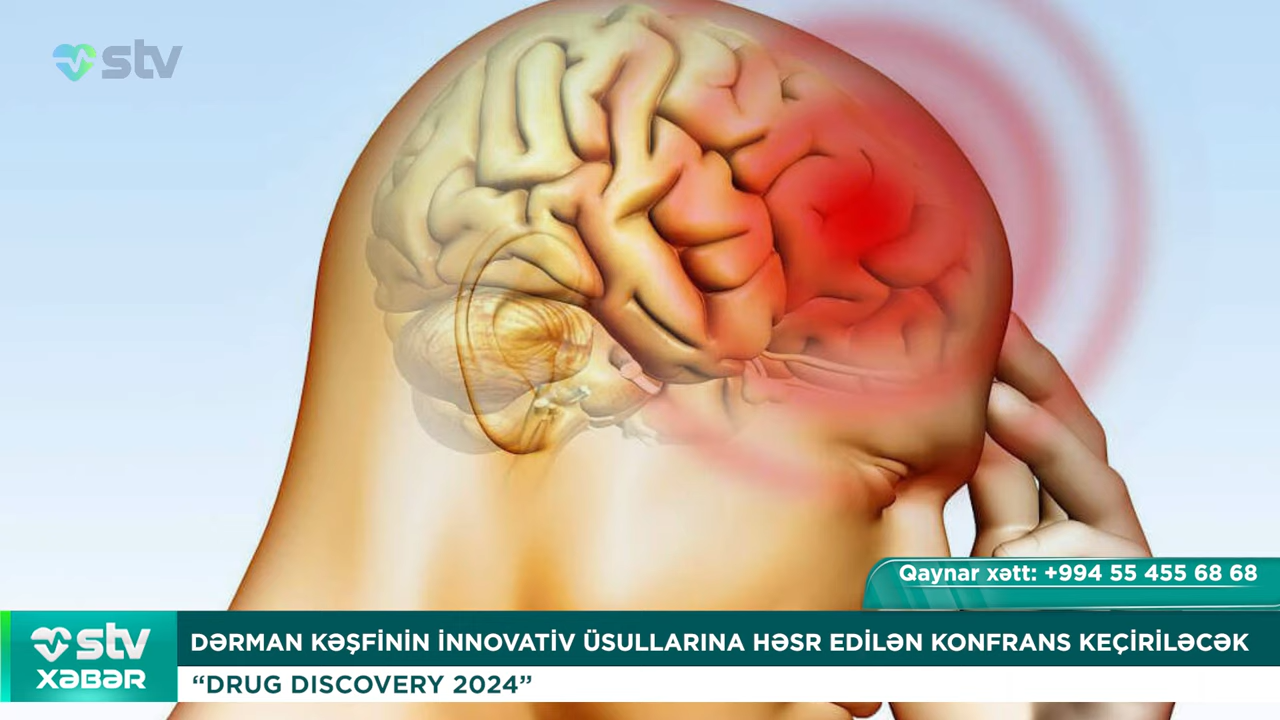 stv
Qaynar xətt: +994 55 455 68 68
stv
XƏBƏR
DƏRMAN KƏŞFİNİN İNNOVATİV ÜSULLARINA HƏSR EDİLƏN KONFRANS KEÇİRİLƏCƏK
“DRUG DISCOVERY 2024”